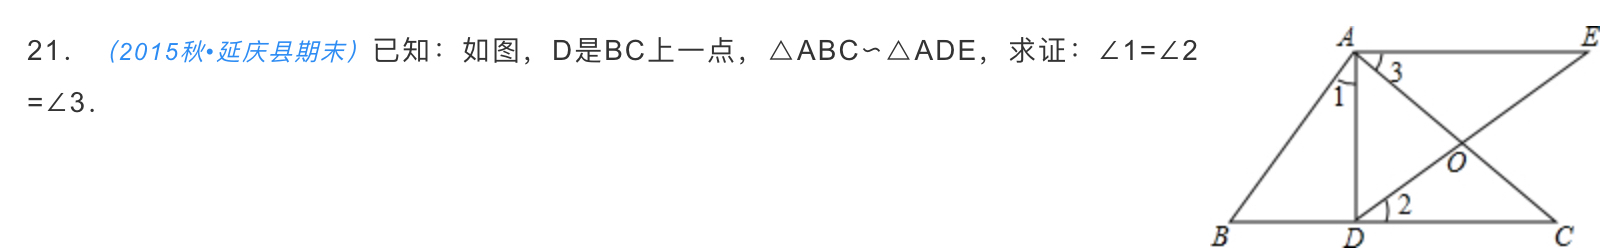 21. (2015秋•延庆县期末) 已知：如图，D是BC上一点，△ABC∽△ADE，求证：∠1=∠2
=∠3.
A
E
3
1
O
2
B
D
C